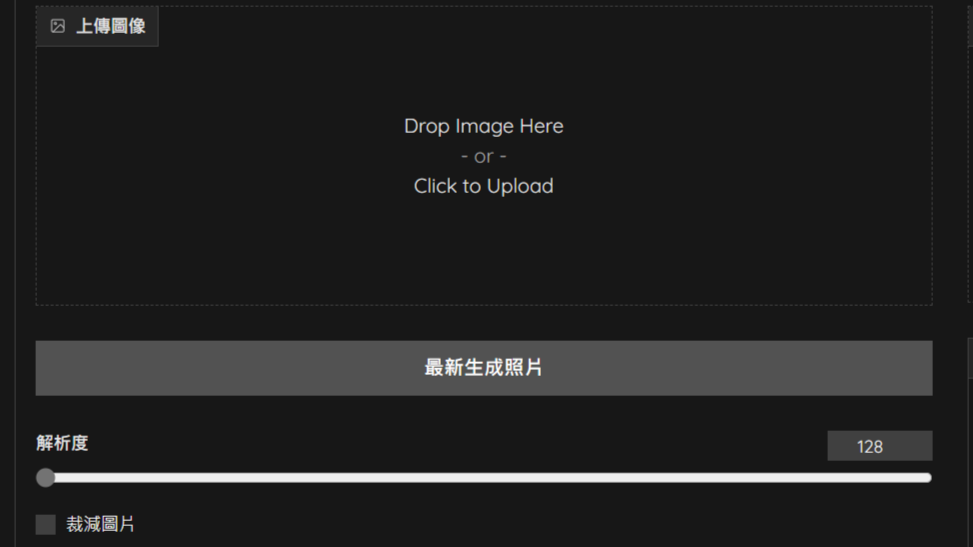 上傳圖像
Drop Image Here
- or -
Click to Upload
最新生成照片
解析度
128
裁減圖片